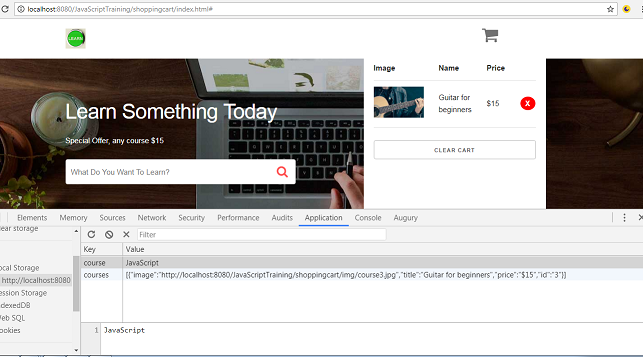 localhost:8080/JavaScriptTraining/shoppingcart/index.html#
LEARN
Image Name Price
Guitar for beginners $15 X
CLEAR CART
Learn Something Today
Special Offer, any course $15
What Do You Want To Learn?
Elements Memory Sources Network Security Performance Audits Application Console Augury
ear storage
Filter
Key Value
course JavaScript
courses [{"image":"http://localhost:8080/JavaScriptTraining/shoppingcart/img/course3.jpg","title":"Guitar for beginners","price":"$15","id":"3"}]
ocal Storage
http://localhost:8080
ession Storage
dexedDB
eb SQL
ookies
1 JavaScript